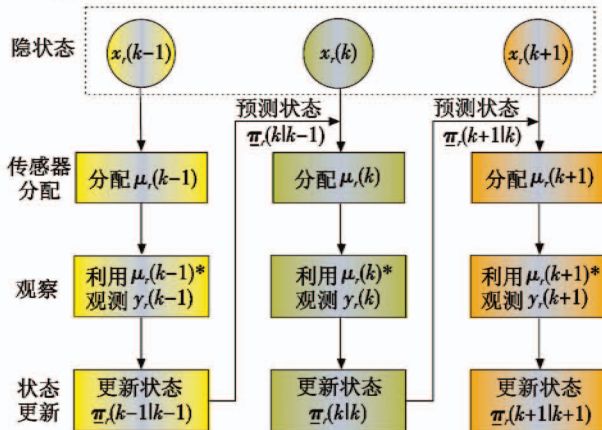 隐状态
x_r(k-1)
x_r(k)
x_r(k+1)
预测状态
π_r(k|k-1)
预测状态
π_r(k+1|k)
传感器
分配
分配 μ_r(k-1)
分配 μ_r(k)
分配 μ_r(k+1)
观察
利用 μ_r(k-1)*
观测 y_r(k-1)
利用 μ_r(k)*
观测 y_r(k)
利用 μ_r(k+1)*
观测 y_r(k+1)
状态
更新
更新状态
π_r(k-1|k-1)
更新状态
π_r(k|k)
更新状态
π_r(k+1|k+1)